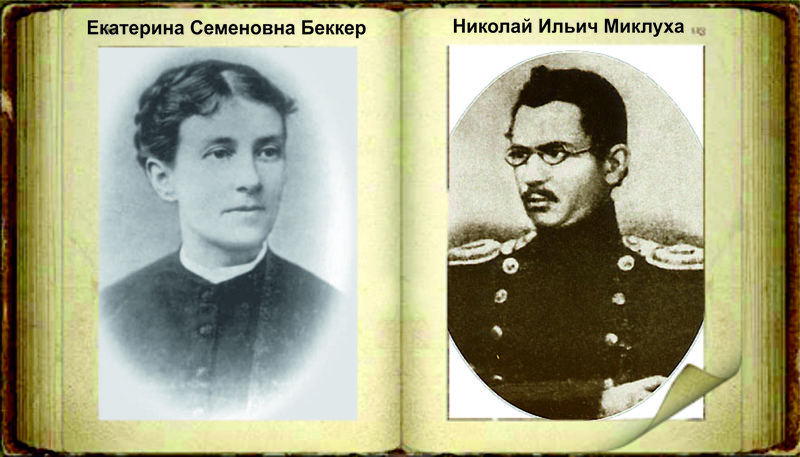 Екатерина Семеновна Беккер
Николай Ильич Миклуха